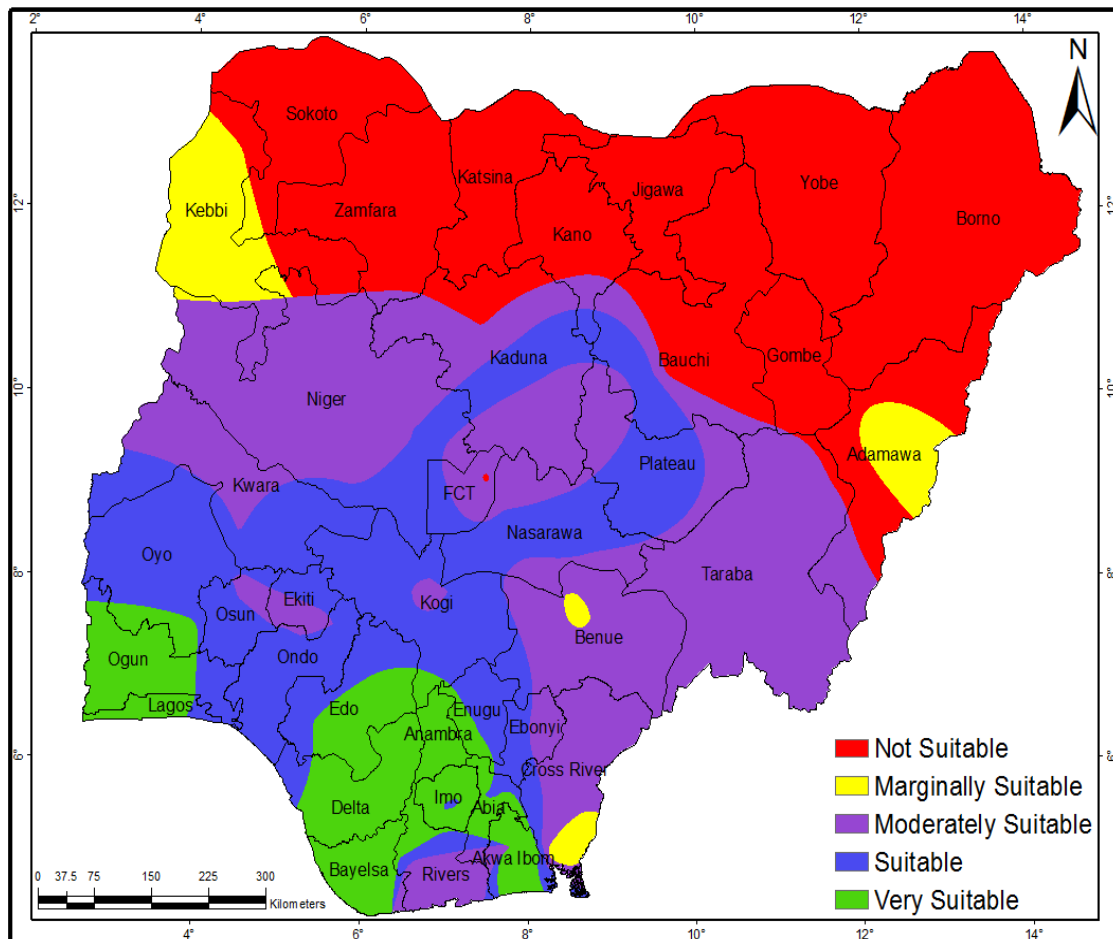 2° 4° 6° 8° 10° 12° 14°
N
Sokoto
Katsina
Yobe
Jigawa
12° Kebbi Zamfara 12°
Kano Borno
Kaduna Bauchi Gombe
10° Niger 10°
Adamawa
Plateau
Kwara FCT
Nasarawa
Oyo
8° Taraba 8°
Osun Ekiti Kogi
Benue
Ogun Ondo
Lagos Edo Enugu
Anambra Ebonyi
6° Cross River 6°
Not Suitable
Delta Imo Abia
Marginally Suitable
Moderately Suitable
Bayelsa Rivers Akwa Ibom
Suitable
Very Suitable
0 37.5 75 150 225 300
Kilometers
4° 6° 8° 10° 12° 14°